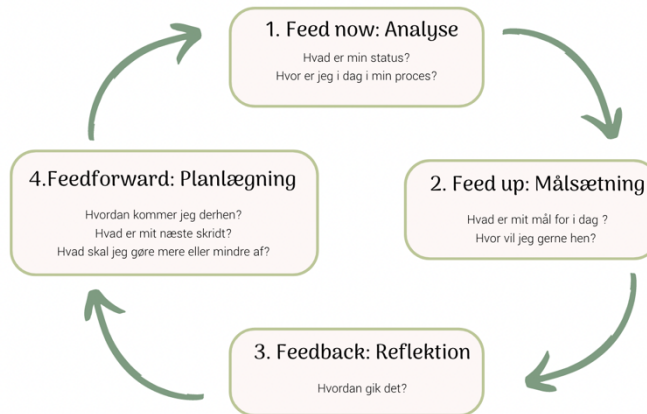 1. Feed now: Analyse
Hvad er min status?
Hvor er jeg i dag i min proces?
2. Feed up: Målsætning
Hvad er mit mål for i dag ?
Hvor vil jeg gerne hen?
3. Feedback: Reflektion
Hvordan gik det?
4.Feedforward: Planlægning
Hvordan kommer jeg derhen?
Hvad er mit næste skridt?
Hvad skal jeg gøre mere eller mindre af?